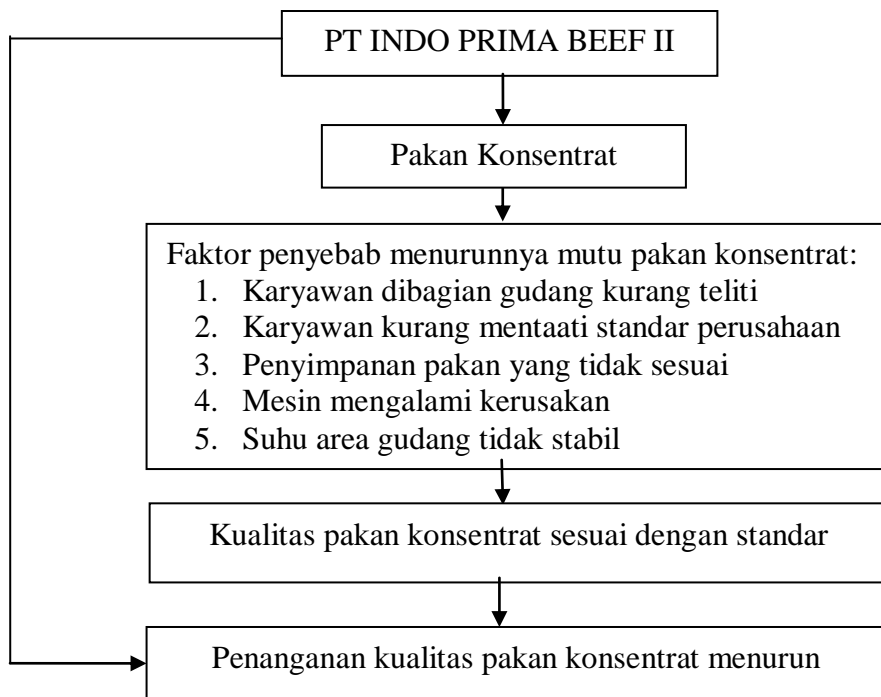 PT INDO PRIMA BEEF II
Pakan Konsentrat
Faktor penyebab menurunnya mutu pakan konsentrat:
1. Karyawan dibagian gudang kurang teliti
2. Karyawan kurang mentaati standar perusahaan
3. Penyimpanan pakan yang tidak sesuai
4. Mesin mengalami kerusakan
5. Suhu area gudang tidak stabil
Kualitas pakan konsentrat sesuai dengan standar
Penanganan kualitas pakan konsentrat menurun